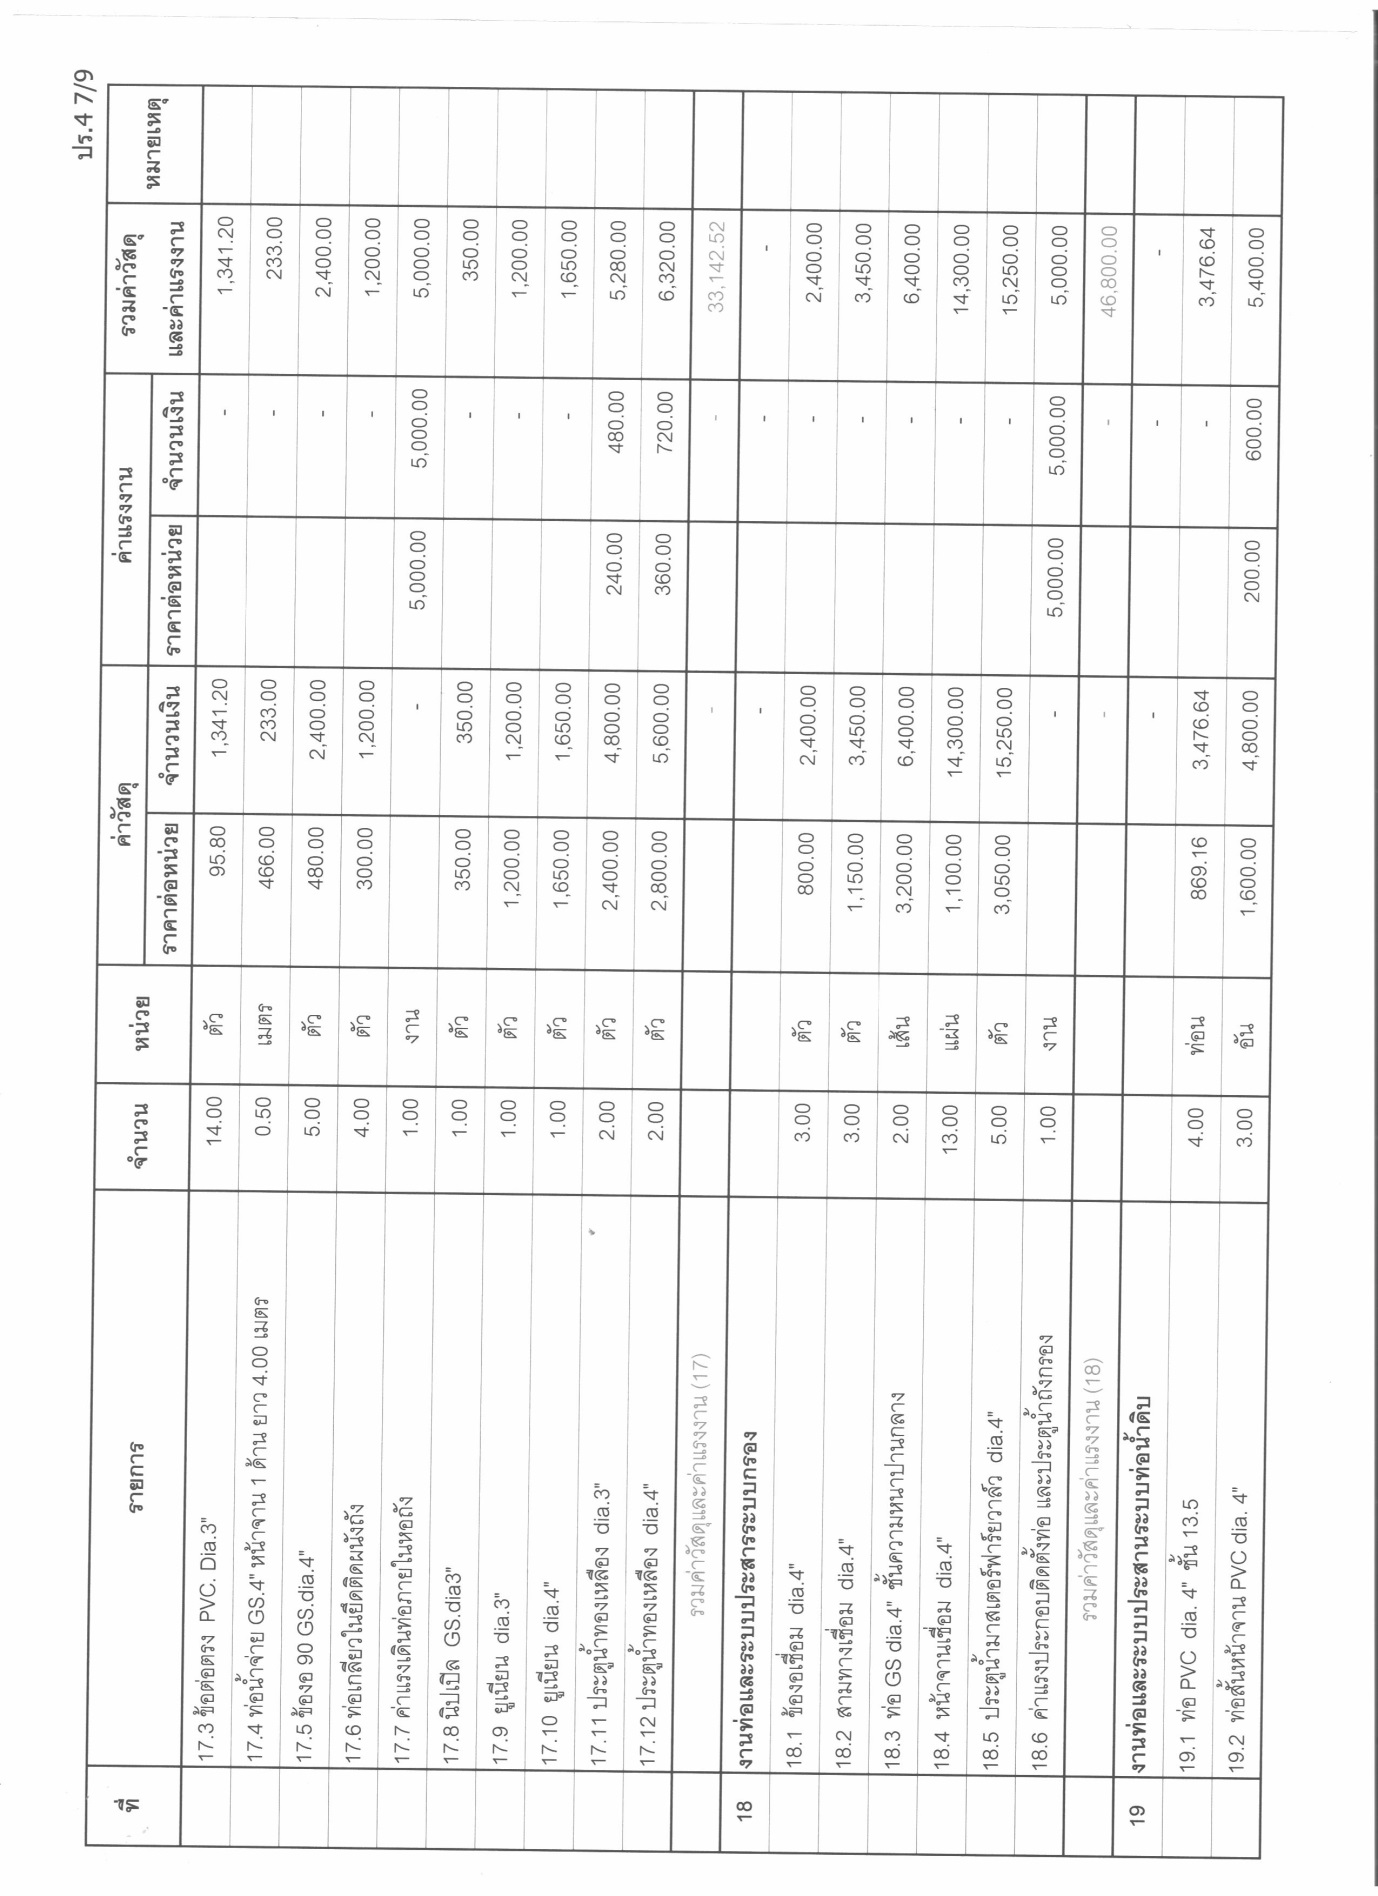 ปร.4 7/9
ที่ รายการ จำนวน หน่วย ค่าวัสดุ ค่าแรงงาน รวมค่าวัสดุ หมายเหตุ
ราคาต่อหน่วย จำนวนเงิน ราคาต่อหน่วย จำนวนเงิน และค่าแรงงาน
17.3 ข้อต่อตรง PVC. Dia.3" 14.00 ตัว 95.80 1,341.20 - 1,341.20
17.4 ท่อน้ำจ่าย GS.4" หน้าจาน 1 ด้าน ยาว 4.00 เมตร 0.50 เมตร 466.00 233.00 - 233.00
17.5 ข้องอ 90 GS.dia.4" 5.00 ตัว 480.00 2,400.00 - 2,400.00
17.6 ท่อเกลียวในยึดติดผนังถัง 4.00 ตัว 300.00 1,200.00 - 1,200.00
17.7 ค่าแรงเดินท่อภายในหอถัง 1.00 งาน - 5,000.00 5,000.00 5,000.00
17.8 นิปเปิล GS.dia3" 1.00 ตัว 350.00 350.00 - 350.00
17.9 ยูเนียน dia.3" 1.00 ตัว 1,200.00 1,200.00 - 1,200.00
17.10 ยูเนียน dia.4" 1.00 ตัว 1,650.00 1,650.00 - 1,650.00
17.11 ประตูน้ำทองเหลือง dia.3" 2.00 ตัว 2,400.00 4,800.00 240.00 480.00 5,280.00
17.12 ประตูน้ำทองเหลือง dia.4" 2.00 ตัว 2,800.00 5,600.00 360.00 720.00 6,320.00
รวมค่าวัสดุและค่าแรงงาน (17) - - 33,142.52
18 งานท่อและระบบประสารระบบกรอง - - -
18.1 ข้องอเชื่อม dia.4" 3.00 ตัว 800.00 2,400.00 - 2,400.00
18.2 สามทางเชื่อม dia.4" 3.00 ตัว 1,150.00 3,450.00 - 3,450.00
18.3 ท่อ GS dia.4" ชั้นความหนาปานกลาง 2.00 เส้น 3,200.00 6,400.00 - 6,400.00
18.4 หน้าจานเชื่อม dia.4" 13.00 แผ่น 1,100.00 14,300.00 - 14,300.00
18.5 ประตูน้ำมาสเตอร์ฟาร์ยวาล์ว dia.4" 5.00 ตัว 3,050.00 15,250.00 - 15,250.00
18.6 ค่าแรงประกอบติดตั้งท่อ และประตูน้ำถังกรอง 1.00 งาน - 5,000.00 5,000.00 5,000.00
รวมค่าวัสดุและค่าแรงงาน (18) - - 46,800.00
19 งานท่อและระบบประสานระบบท่อน้ำดิบ - - -
19.1 ท่อ PVC dia. 4" ชั้น 13.5 4.00 ท่อน 869.16 3,476.64 - 3,476.64
19.2 ท่อสั้นหน้าจาน PVC dia. 4" 3.00 อัน 1,600.00 4,800.00 200.00 600.00 5,400.00